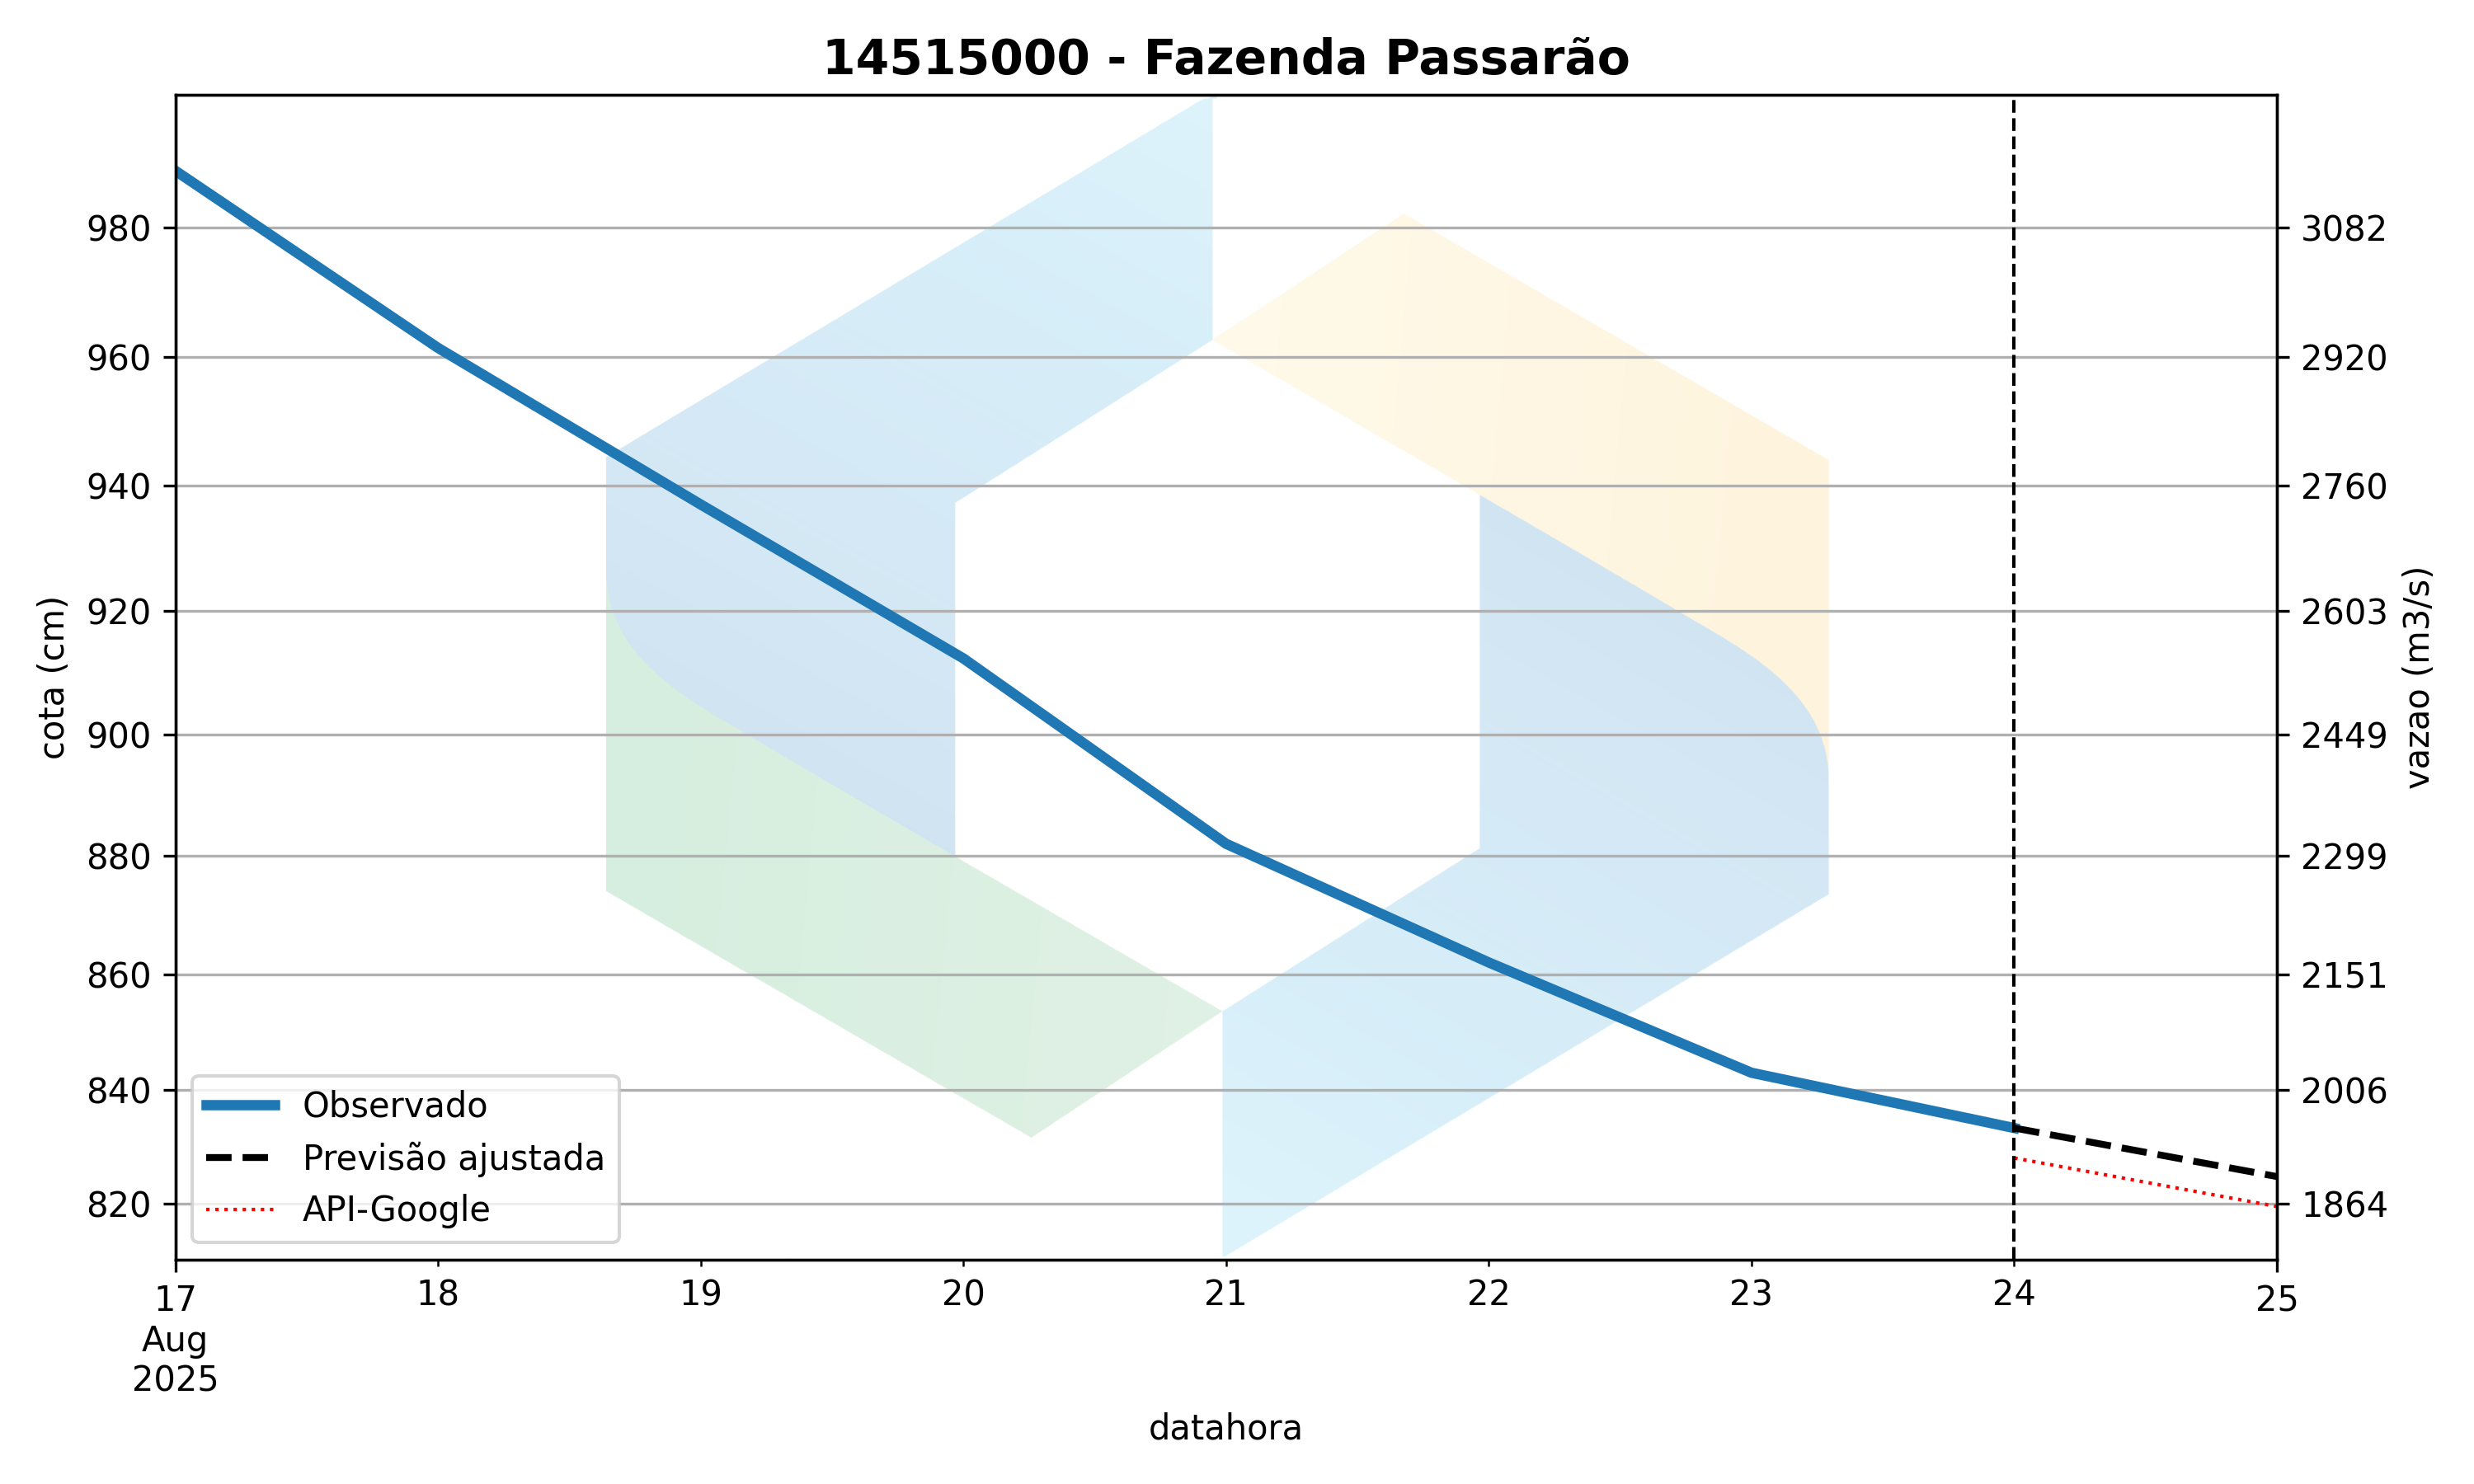 14515000 - Fazenda Passarão
cota (cm)
980
960
940
920
900
880
860
840
820
3082
2920
2760
2603
2449
2299
2151
2006
1864
vazao (m3/s)
Observado
Previsão ajustada
API-Google
17 18 19 20 21 22 23 24 25
Aug
2025
datahora